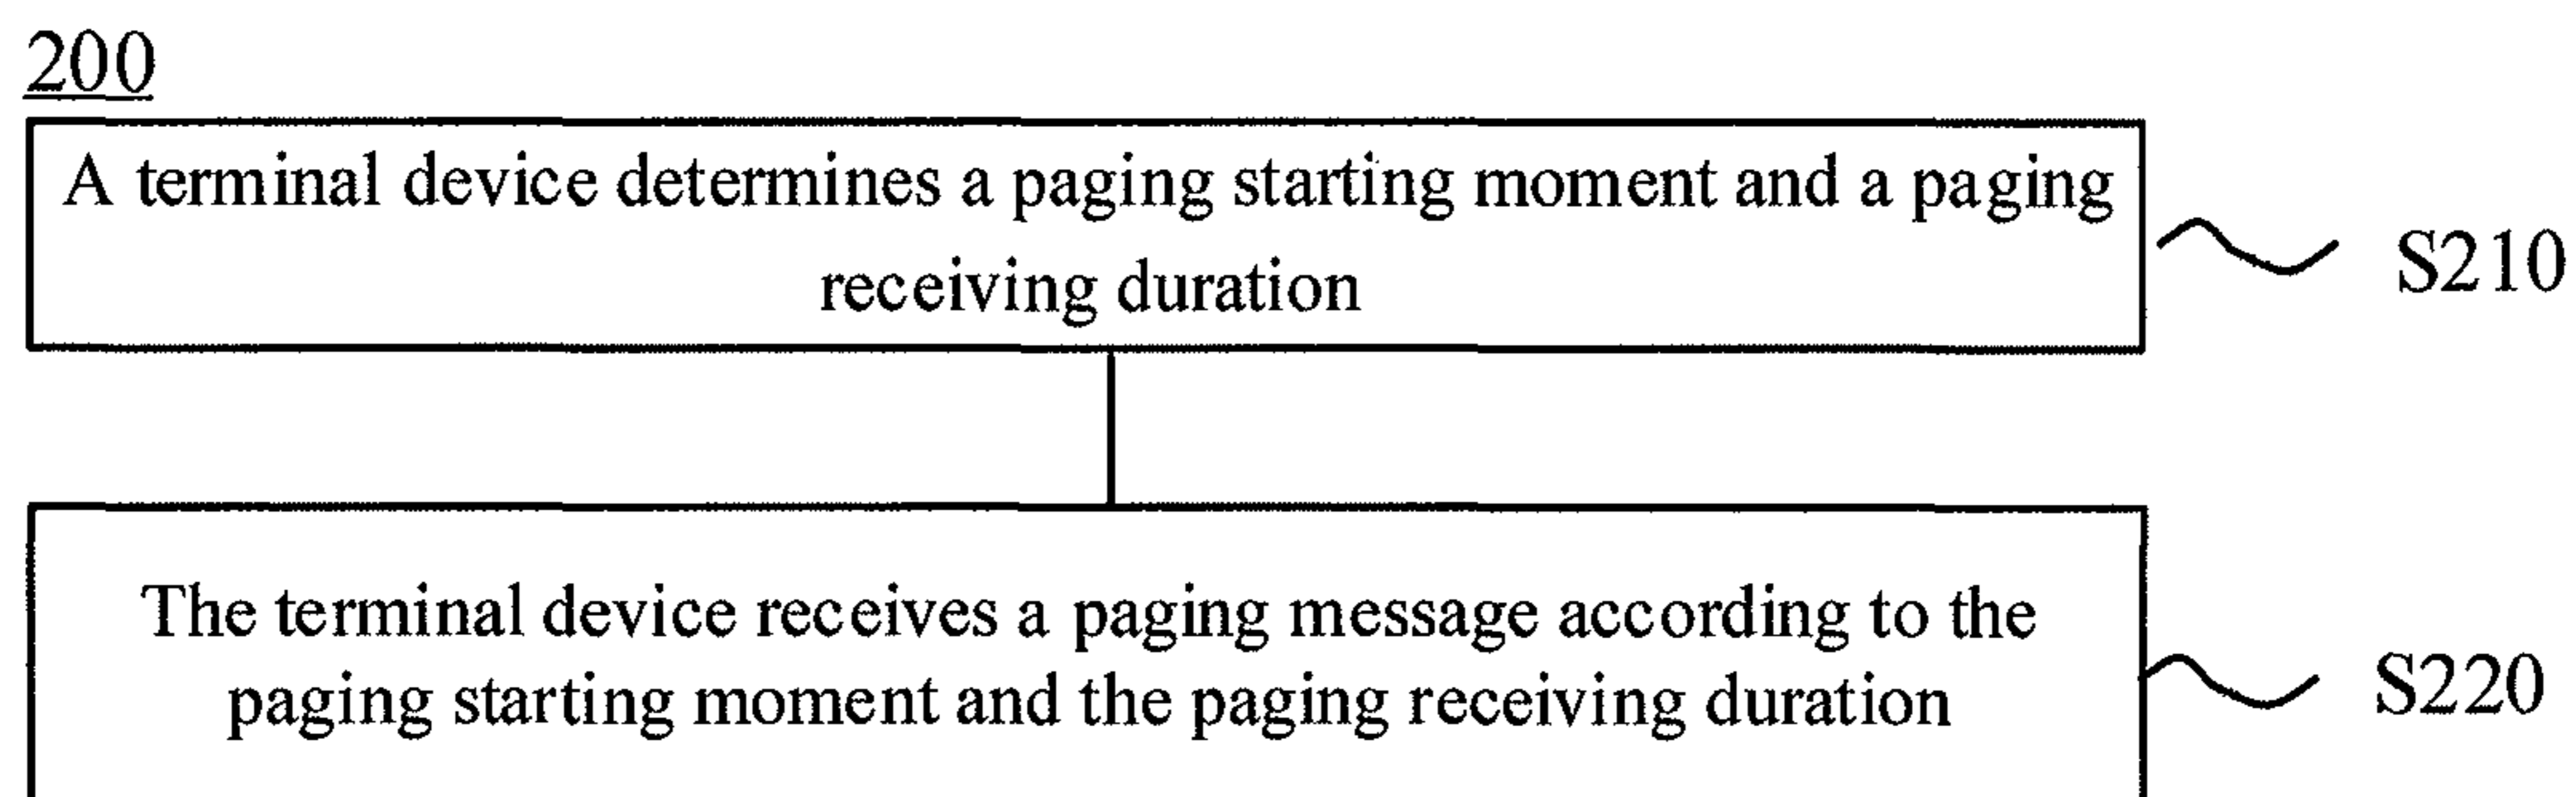 200
A terminal device determines a paging starting moment and a paging
receiving duration
S210
The terminal device receives a paging message according to the
paging starting moment and the paging receiving duration
S220